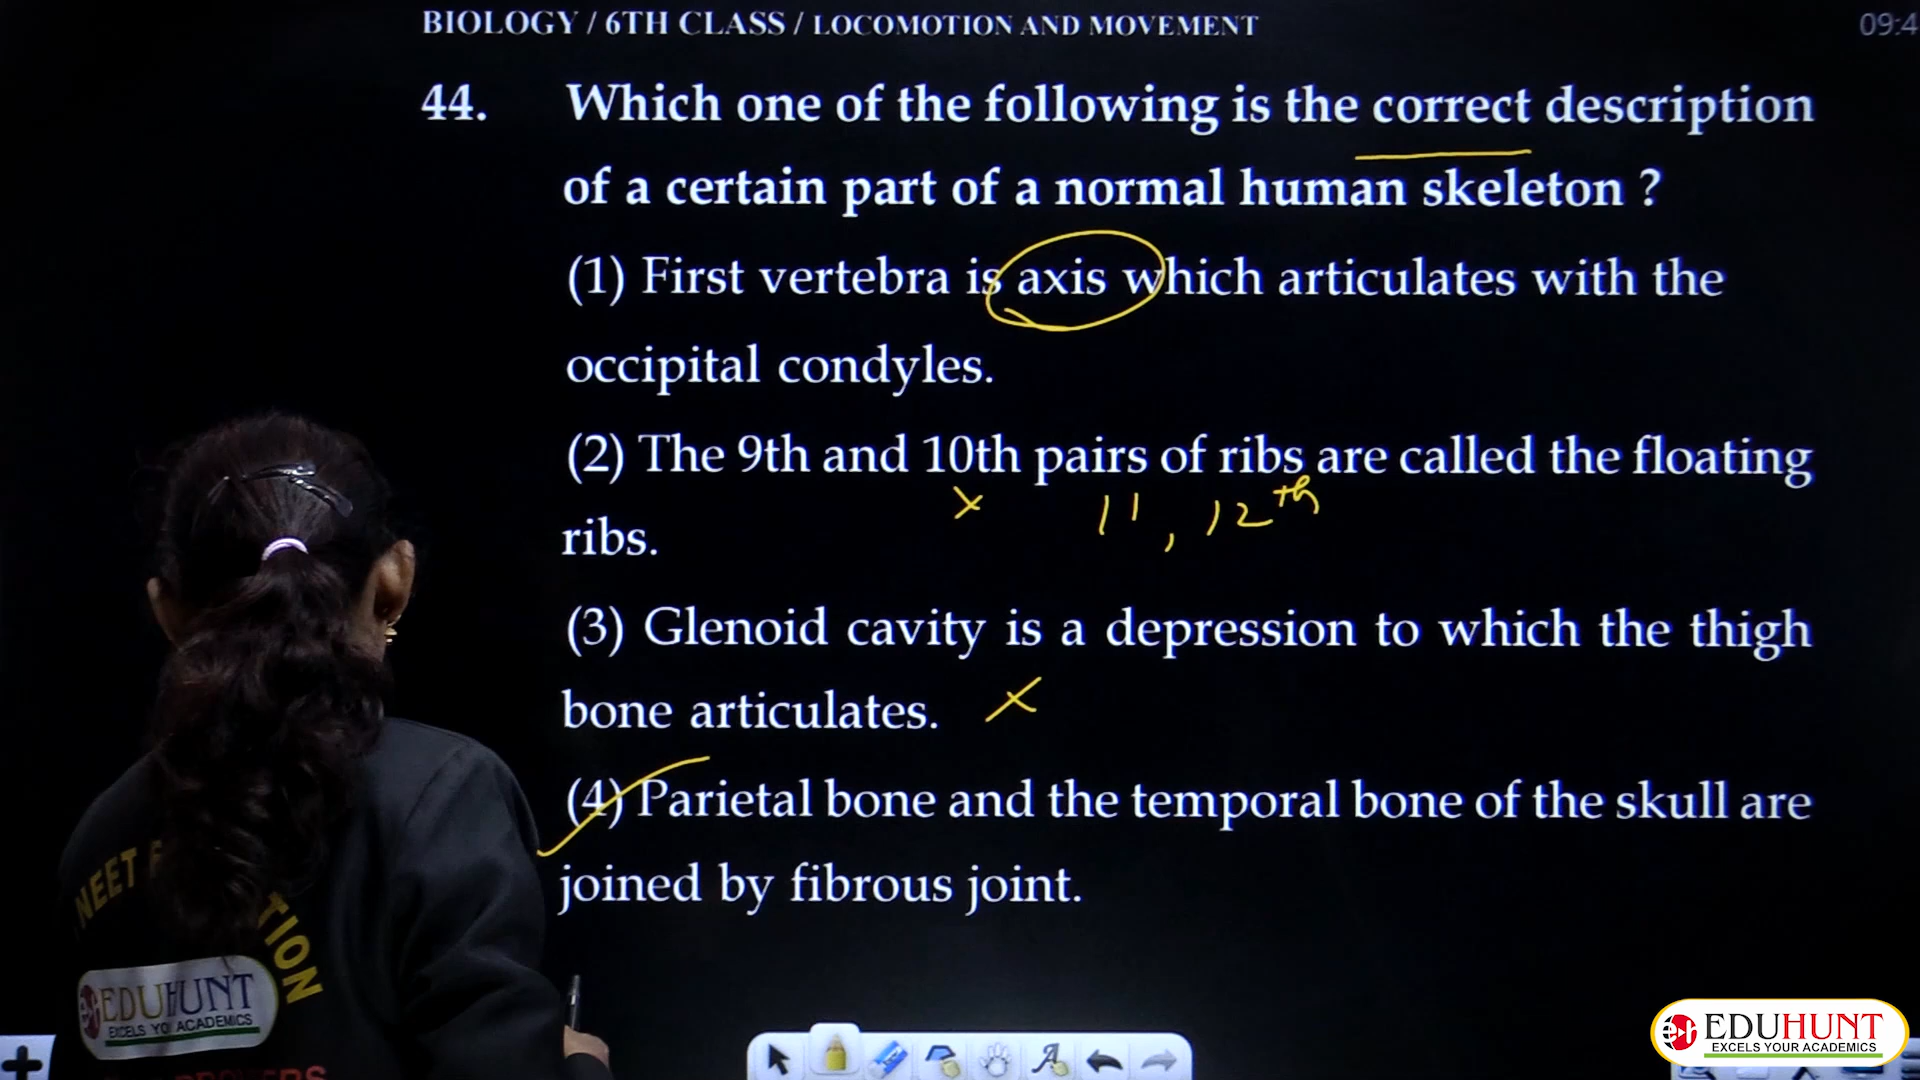 BIOLOGY / 6TH CLASS / LOCOMOTION AND MOVEMENT
09:4
44. Which one of the following is the correct description
of a certain part of a normal human skeleton ?
(1) First vertebra is axis which articulates with the
occipital condyles.
(2) The 9th and 10th pairs of ribs are called the floating
x 11, 12th
ribs.
(3) Glenoid cavity is a depression to which the thigh
bone articulates. x
(4) Parietal bone and the temporal bone of the skull are
joined by fibrous joint.
NEET TION
EDUHUNT
EXCELS YO ACADEMICS
EDUHUNT
EXCELS YOUR ACADEMICS